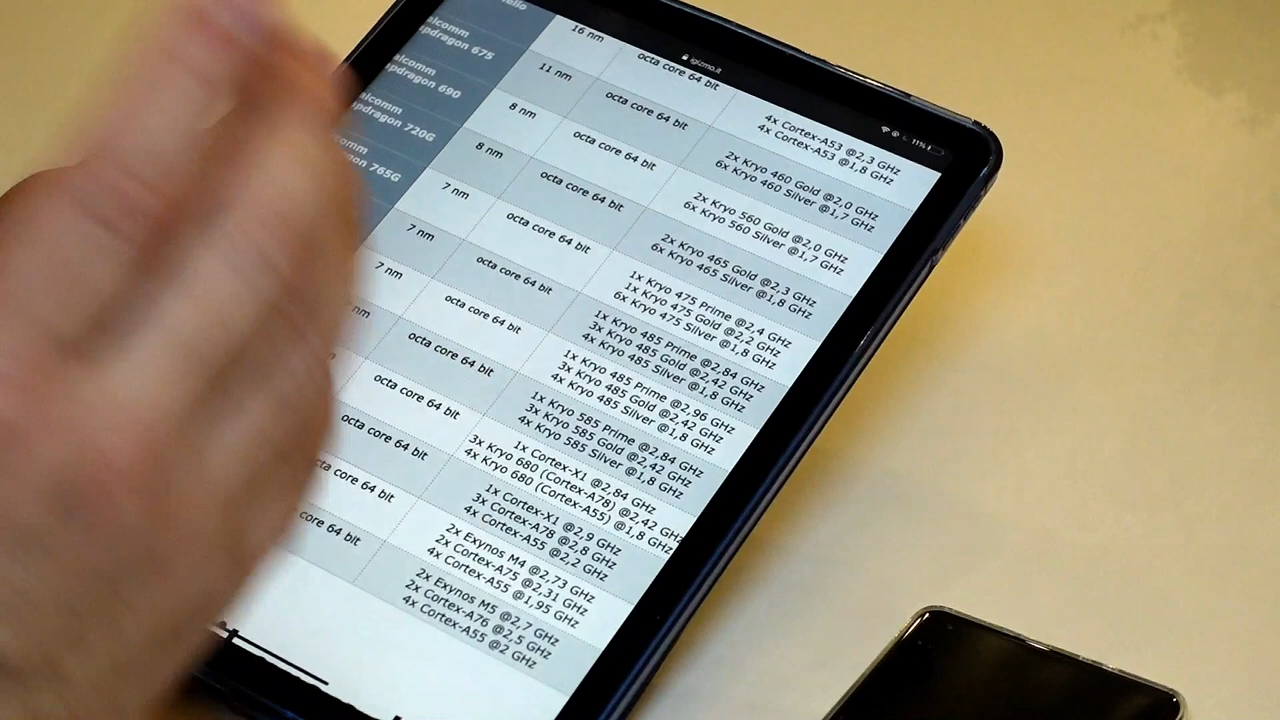 igizmo.it
11%
16 nm octa core 64 bit
4x Cortex-A53 @2,3 GHz
4x Cortex-A53 @1,8 GHz
675
11 nm octa core 64 bit
2x Kryo 460 Gold @2,0 GHz
6x Kryo 460 Silver @1,7 GHz
690
8 nm octa core 64 bit
2x Kryo 560 Gold @2,0 GHz
6x Kryo 560 Silver @1,7 GHz
720G
8 nm octa core 64 bit
2x Kryo 465 Gold @2,3 GHz
6x Kryo 465 Silver @1,8 GHz
765G
7 nm octa core 64 bit
1x Kryo 475 Prime @2,4 GHz
1x Kryo 475 Gold @2,2 GHz
6x Kryo 475 Silver @1,8 GHz
7 nm octa core 64 bit
1x Kryo 485 Prime @2,84 GHz
3x Kryo 485 Gold @2,42 GHz
4x Kryo 485 Silver @1,8 GHz
7 nm octa core 64 bit
1x Kryo 485 Prime @2,96 GHz
3x Kryo 485 Gold @2,42 GHz
4x Kryo 485 Silver @1,8 GHz
nm octa core 64 bit
1x Kryo 585 Prime @2,84 GHz
3x Kryo 585 Gold @2,42 GHz
4x Kryo 585 Silver @1,8 GHz
octa core 64 bit
1x Cortex-X1 @2,84 GHz
3x Kryo 680 (Cortex-A78) @2,42 GHz
4x Kryo 680 (Cortex-A55) @1,8 GHz
octa core 64 bit
1x Cortex-X1 @2,9 GHz
3x Cortex-A78 @2,8 GHz
4x Cortex-A55 @2,2 GHz
core 64 bit
2x Exynos M4 @2,73 GHz
2x Cortex-A75 @2,31 GHz
4x Cortex-A55 @1,95 GHz
core 64 bit
2x Exynos M5 @2,7 GHz
2x Cortex-A76 @2,5 GHz
4x Cortex-A55 @2 GHz